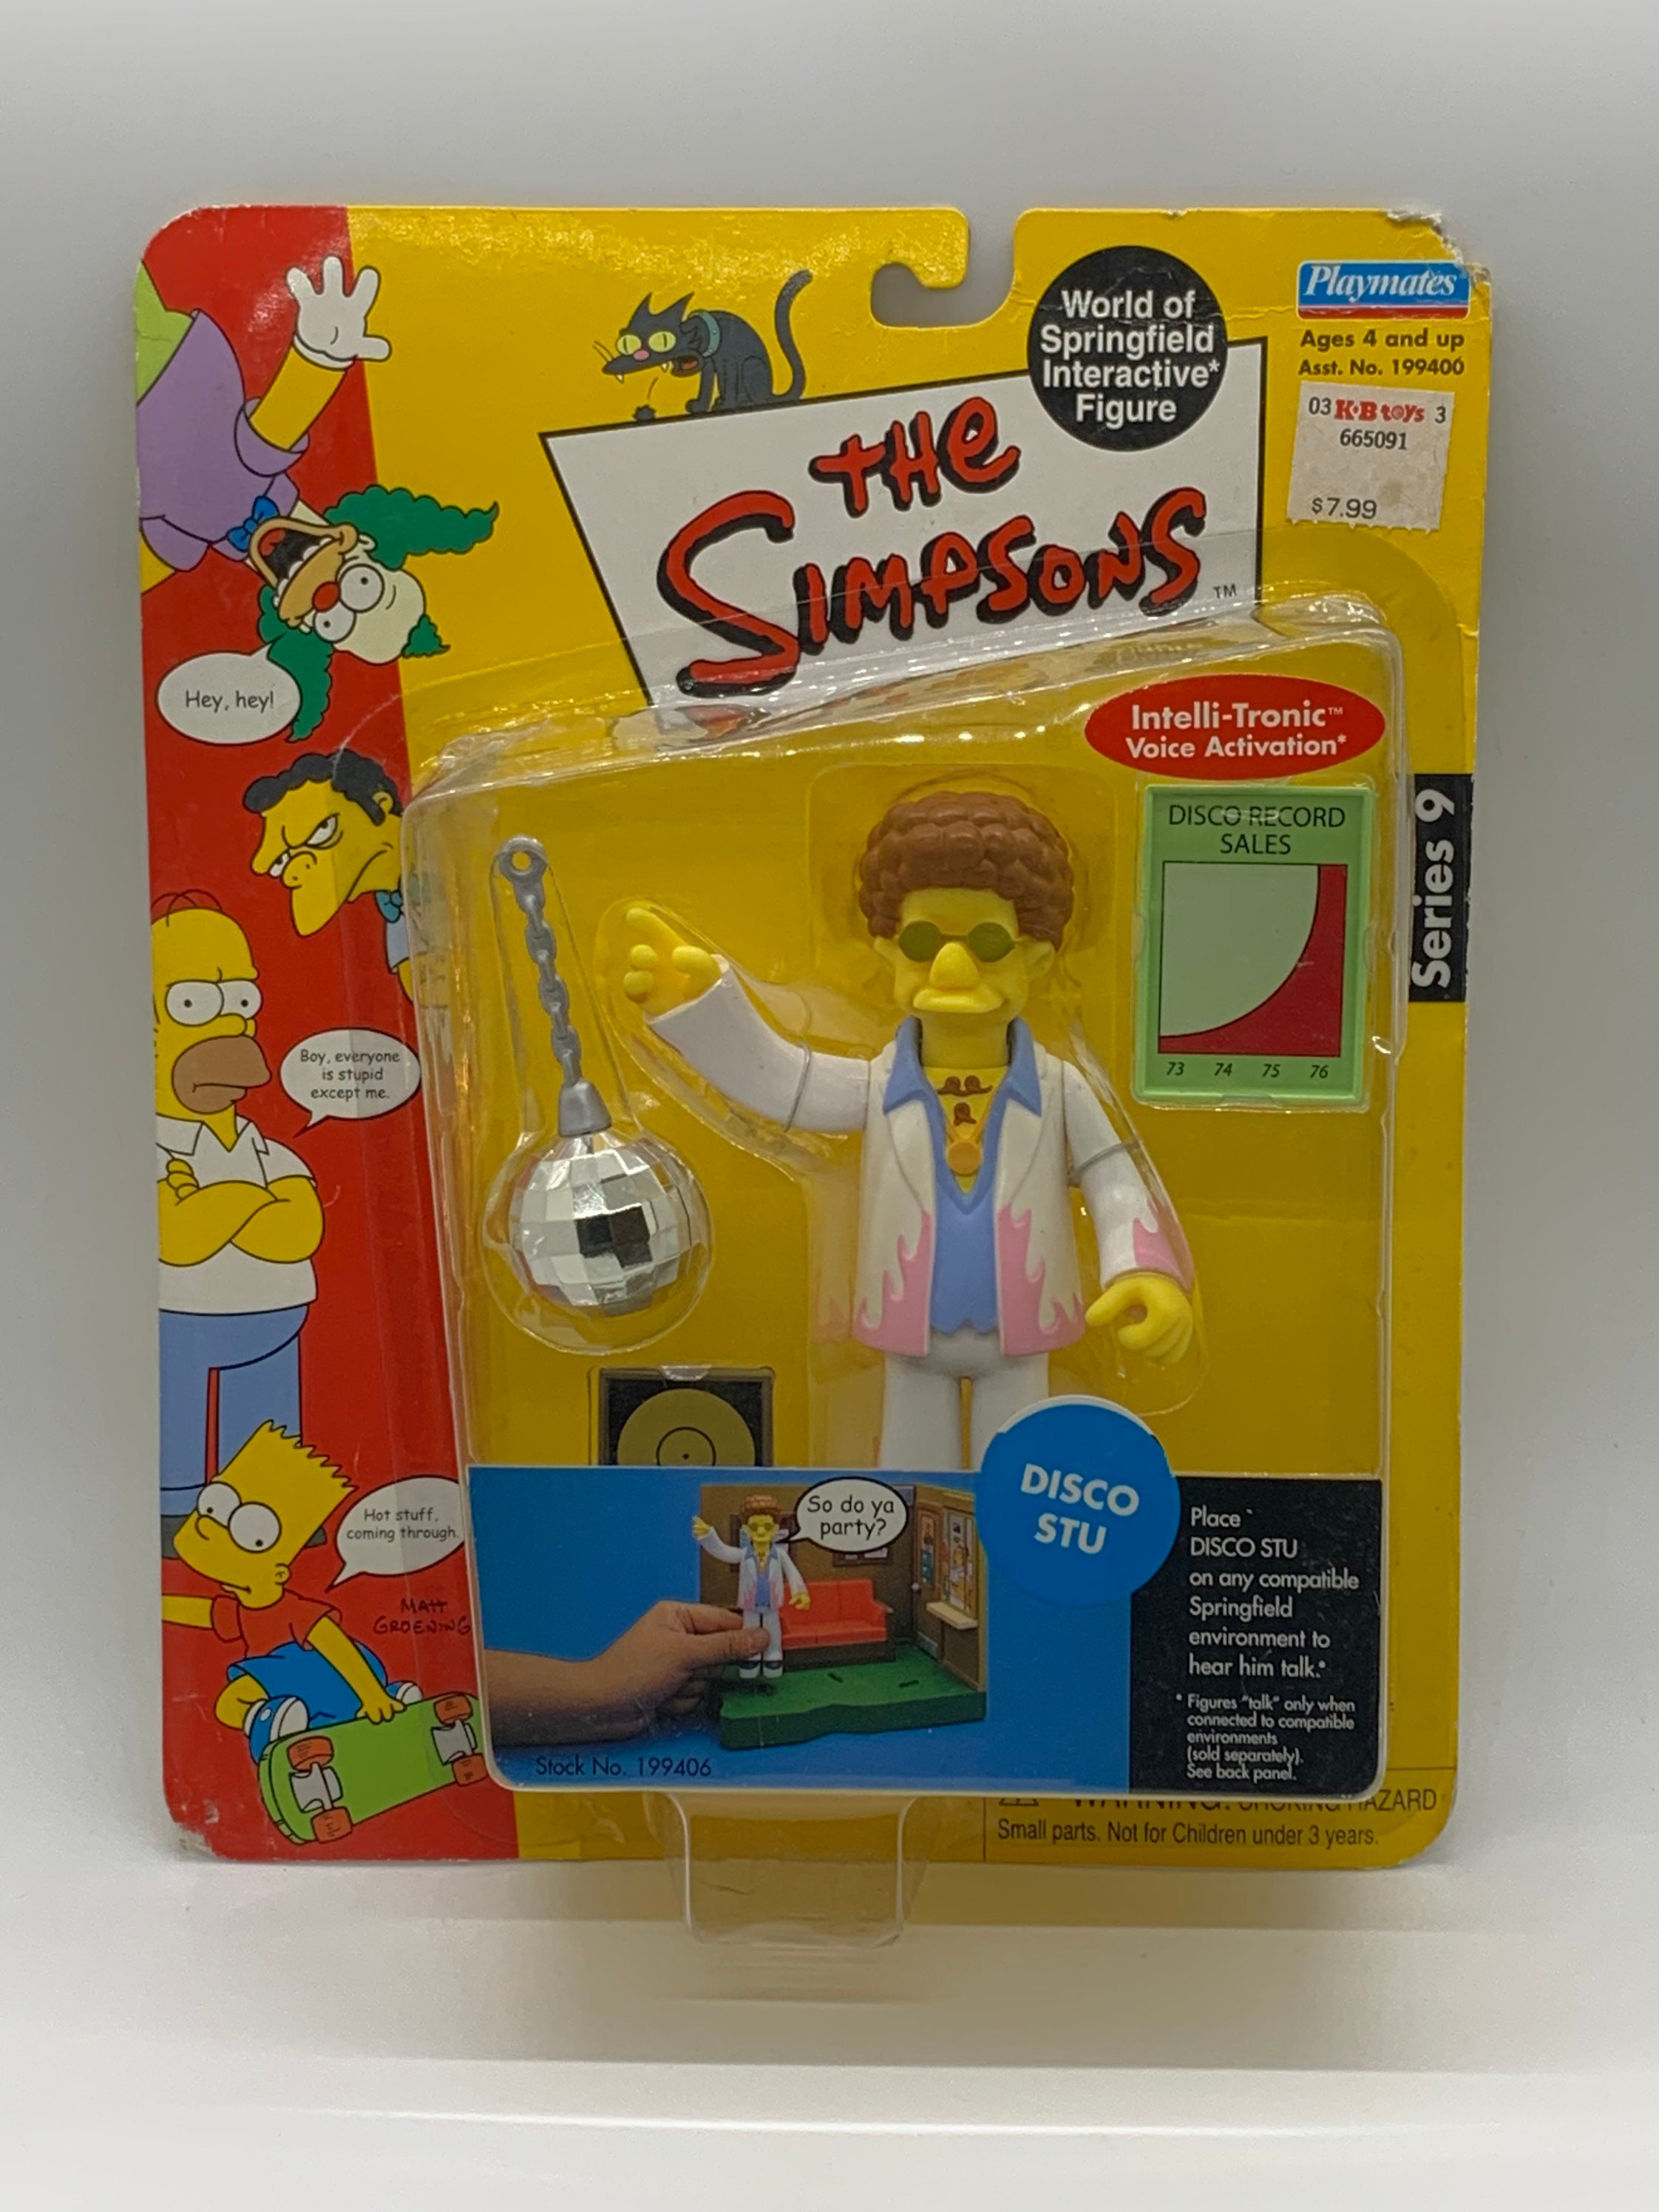 World of
Springfield
Interactive*
Figure
Playmates
Ages 4 and up
Asst. No. 199400
03 K·B toys 3
665091
$7.99
THE
SIMPSONS
TM
Hey, hey!
Intelli-Tronic™
Voice Activation*
Series 9
DISCO RECORD
SALES
73 74 75 76
Boy, everyone
is stupid
except me.
Hot stuff,
coming through.
MATT
GROENING
So do ya
party?
DISCO
STU
Place
DISCO STU
on any compatible
Springfield
environment to
hear him talk.*
* Figures "talk" only when
connected to compatible
environments
(sold separately).
See back panel.
Stock No. 199406
WARNING: CHOKING HAZARD
Small parts. Not for Children under 3 years.